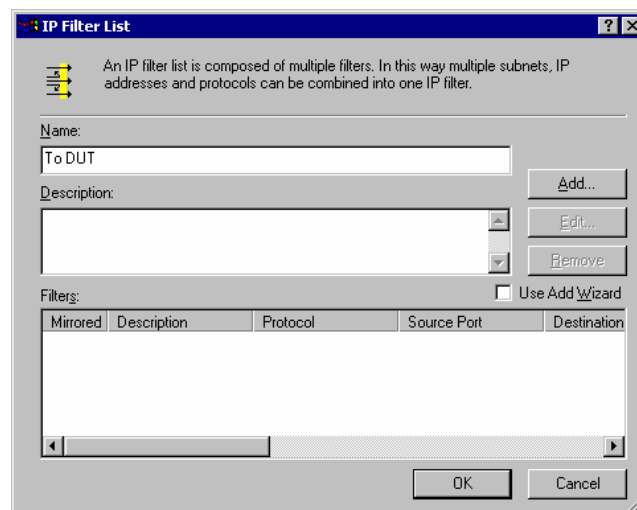 IP Filter List
An IP filter list is composed of multiple filters. In this way multiple subnets, IP
addresses and protocols can be combined into one IP filter.
Name:
To DUT
Add...
Description:
Edit...
Remove
Filters:
Use Add Wizard
Mirrored Description Protocol Source Port Destination
OK Cancel